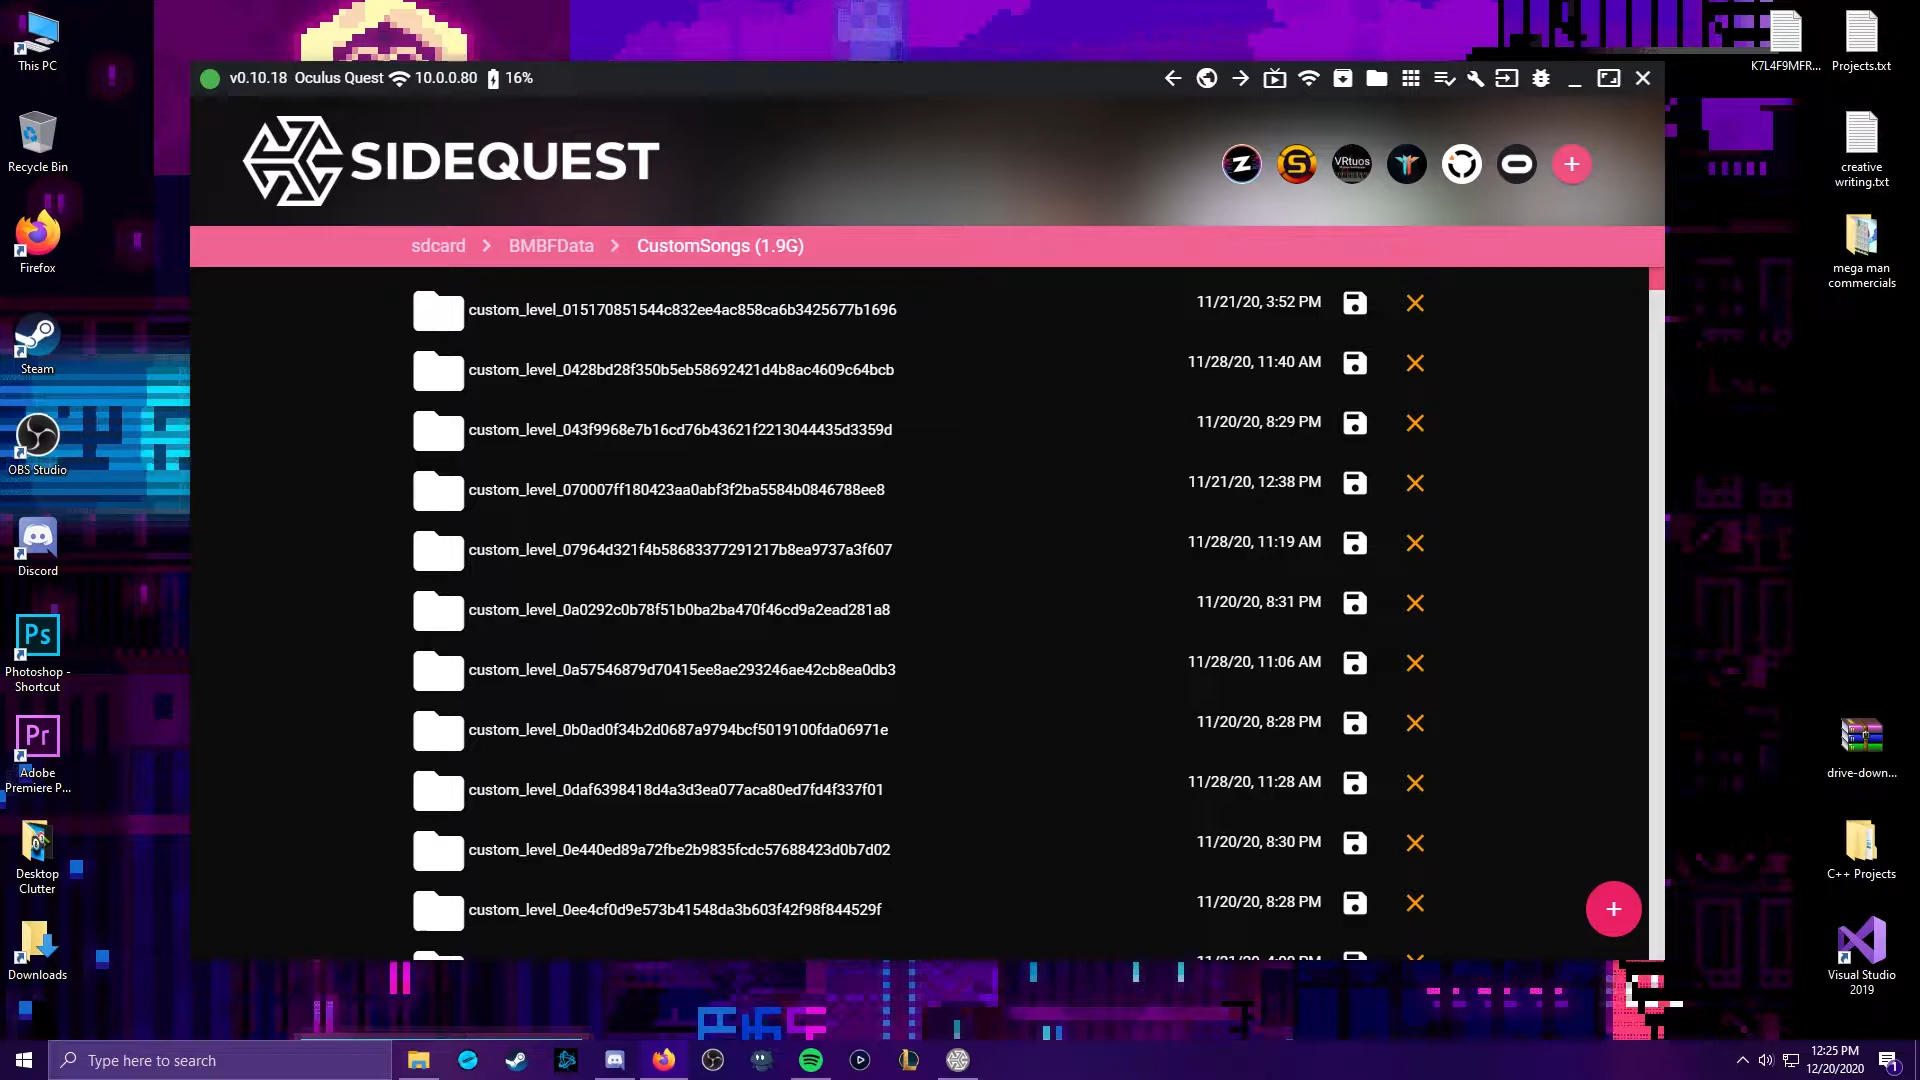 v0.10.18 Oculus Quest 10.0.0.80 16%
SIDEQUEST
VRtuos
sdcard > BMBFData > CustomSongs (1.9G)
custom_level_015170851544c832ee4ac858ca6b3425677b1696 11/21/20, 3:52 PM
custom_level_0428bd28f350b5eb58692421d4b8ac4609c64bcb 11/28/20, 11:40 AM
custom_level_043f9968e7b16cd76b43621f2213044435d3359d 11/20/20, 8:29 PM
custom_level_070007ff180423aa0abf3f2ba5584b0846788ee8 11/21/20, 12:38 PM
custom_level_07964d321f4b58683377291217b8ea9737a3f607 11/28/20, 11:19 AM
custom_level_0a0292c0b78f51b0ba2ba470f46cd9a2ead281a8 11/20/20, 8:31 PM
custom_level_0a57546879d70415ee8ae293246ae42cb8ea0db3 11/28/20, 11:06 AM
custom_level_0b0ad0f34b2d0687a9794bcf5019100fda06971e 11/20/20, 8:28 PM
custom_level_0daf6398418d4a3d3ea077aca80ed7fd4f337f01 11/28/20, 11:28 AM
custom_level_0e440ed89a72fbe2b9835fcdc57688423d0b7d02 11/20/20, 8:30 PM
custom_level_0ee4cf0d9e573b41548da3b603f42f98f844529f 11/20/20, 8:28 PM
This PC
Recycle Bin
Firefox
Steam
OBS Studio
Discord
Ps
Photoshop -
Shortcut
Pr
Adobe
Premiere P...
Desktop
Clutter
Downloads
K7L4F9MFR...
Projects.txt
creative
writing.txt
mega man
commercials
drive-down...
C++ Projects
Visual Studio
2019
Type here to search
12:25 PM
12/20/2020
1